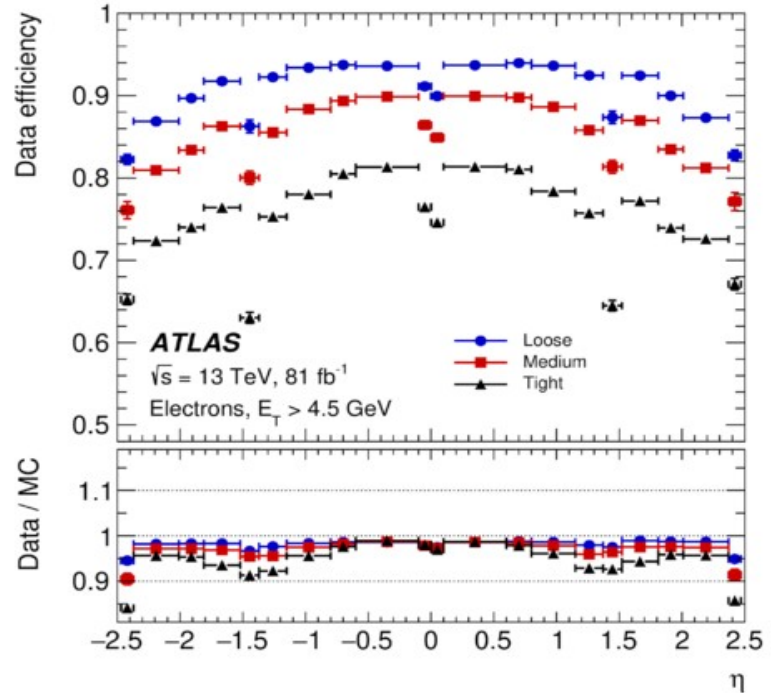 Data efficiency
1
0.9
0.8
0.7
0.6
0.5
ATLAS
√s = 13 TeV, 81 fb⁻¹
Electrons, E_T > 4.5 GeV
Loose
Medium
Tight
Data / MC
1.1
1
0.9
−2.5 −2 −1.5 −1 −0.5 0 0.5 1 1.5 2 2.5
η